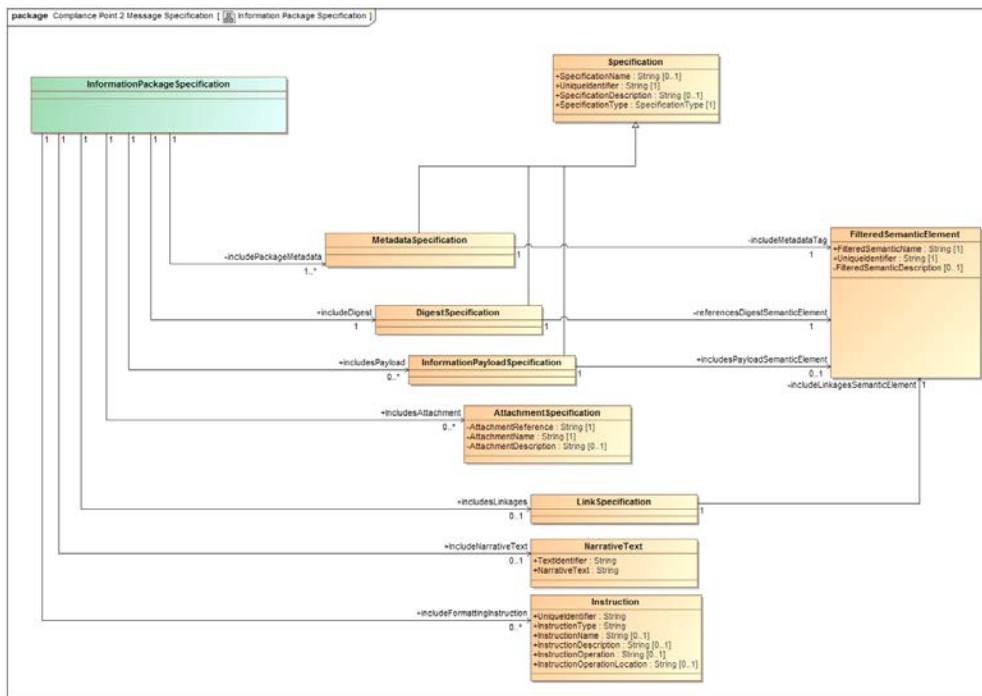 package Compliance Point 2 Message Specification [ Information Package Specification ]
InformationPackageSpecification
Specification
+SpecificationName : String [0..1]
+UniqueIdentifier : String [1]
+SpecificationDescription : String [0..1]
+SpecificationType : SpecificationType [1]
1 1 1 1 1 1 1
MetadataSpecification
-includePackageMetadata
1..*
1
-includeMetadataTag
1
FilteredSemanticElement
+FilteredSemanticName : String [1]
+UniqueIdentifier : String [1]
-FilteredSemanticDescription [0..1]
+includeDigest
1
DigestSpecification
1
-referencesDigestSemanticElement
1
+includesPayload
0..*
InformationPayloadSpecification
1
+includesPayloadSemanticElement
0..1
-includeLinkagesSemanticElement
1
+IncludesAttachment
0..*
AttachmentSpecification
-AttachmentReference : String [1]
-AttachmentName : String [1]
-AttachmentDescription : String [0..1]
+includesLinkages
0..1
LinkSpecification
1
+includeNarrativeText
0..1
NarrativeText
+TextIdentifier : String
+NarrativeText : String
+includeFormattingInstruction
0..*
Instruction
+UniqueIdentifier : String
+InstructionType : String
+InstructionName : String [0..1]
+InstructionDescription : String [0..1]
+InstructionOperation : String [0..1]
+InstructionOperationLocation : String [0..1]